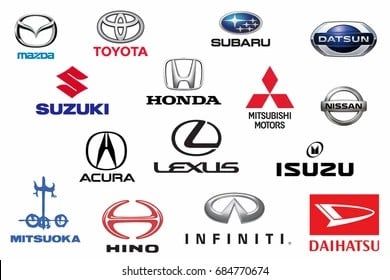 mazda
TOYOTA
SUBARU
DATSUN
SUZUKI
HONDA
MITSUBISHI
MOTORS
NISSAN
ACURA
LEXUS
ISUZU
MITSUOKA
HINO
INFINITI®
DAIHATSU
shutterstock.com · 684770674